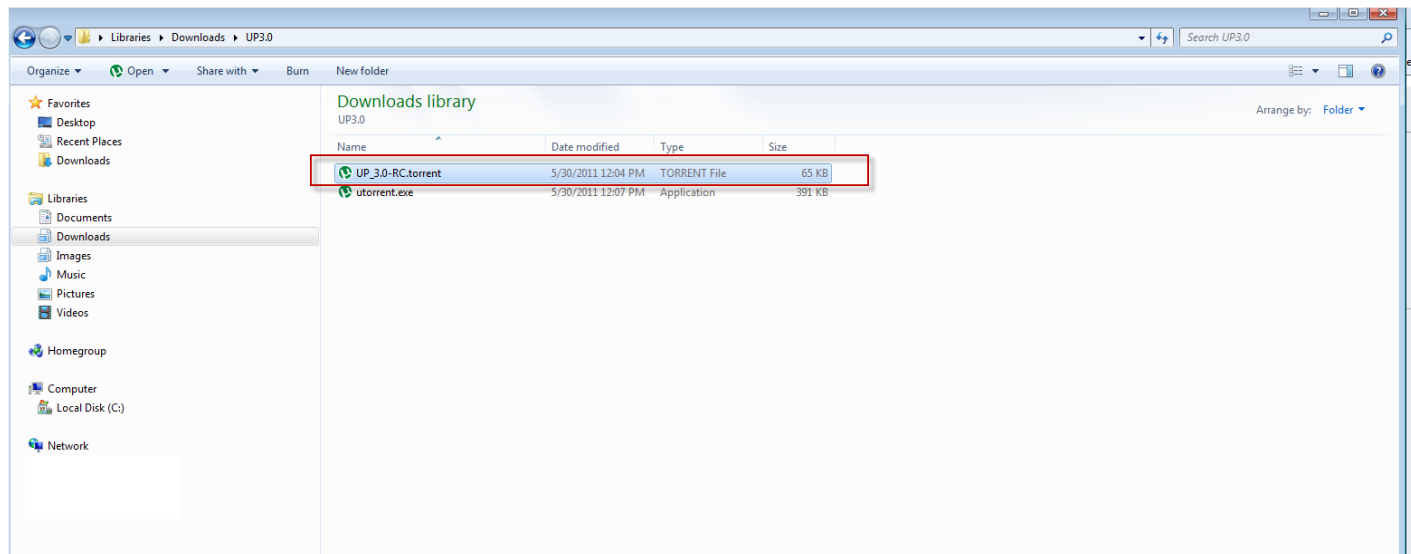 Libraries Downloads UP3.0
Search UP3.0
Organize Open Share with Burn New folder
Favorites
Desktop
Recent Places
Downloads
Libraries
Documents
Downloads
Images
Music
Pictures
Videos
Homegroup
Computer
Local Disk (C:)
Network
Downloads library
UP3.0
Arrange by: Folder
Name Date modified Type Size
UP_3.0-RC.torrent 5/30/2011 12:04 PM TORRENT File 65 KB
utorrent.exe 5/30/2011 12:07 PM Application 391 KB